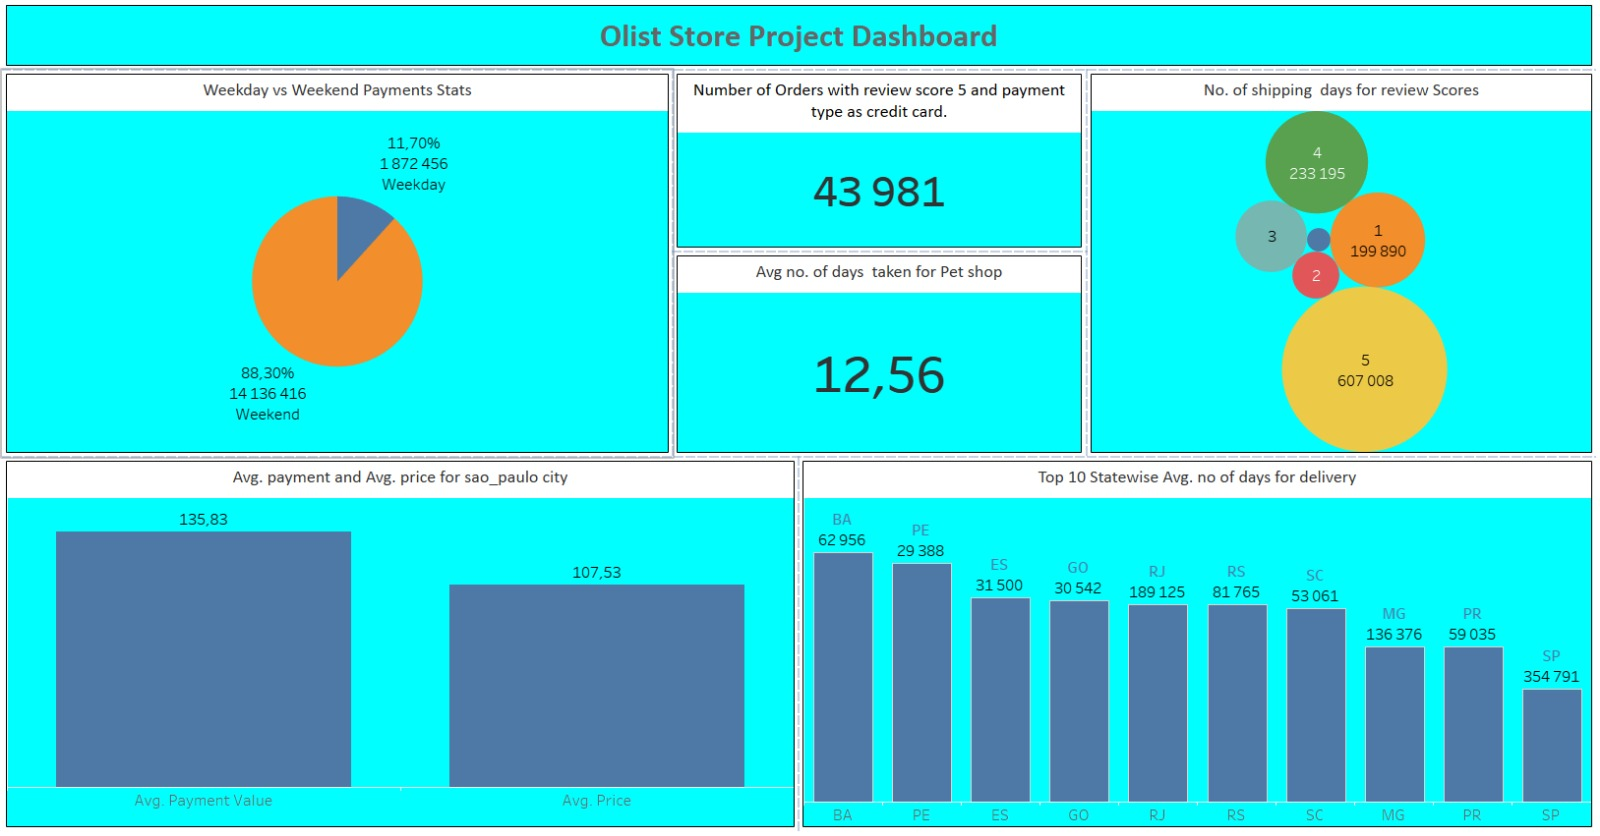 Olist Store Project Dashboard
Weekday vs Weekend Payments Stats
11,70%
1 872 456
Weekday
88,30%
14 136 416
Weekend
Number of Orders with review score 5 and payment
type as credit card.
43 981
Avg no. of days taken for Pet shop
12,56
No. of shipping days for review Scores
4
233 195
3
1
199 890
2
5
607 008
Avg. payment and Avg. price for sao_paulo city
135,83
107,53
Avg. Payment Value
Avg. Price
Top 10 Statewise Avg. no of days for delivery
BA
62 956
PE
29 388
ES
31 500
GO
30 542
RJ
189 125
RS
81 765
SC
53 061
MG
136 376
PR
59 035
SP
354 791
BA PE ES GO RJ RS SC MG PR SP